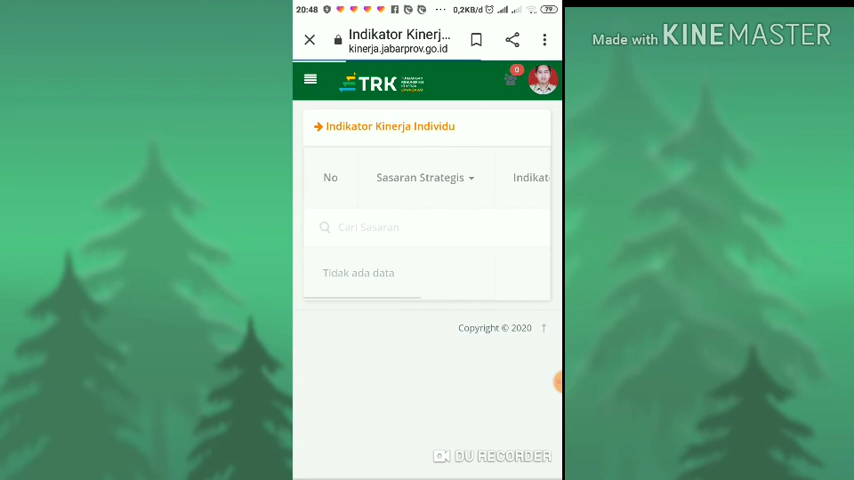 20:48 ... 0,2KB/d 79
Indikator Kinerj...
kinerja.jabarprov.go.id
Made with KINEMASTER
TRK
0
Indikator Kinerja Individu
No Sasaran Strategis Indikat
Cari Sasaran
Tidak ada data
Copyright © 2020 ↑
DU RECORDER